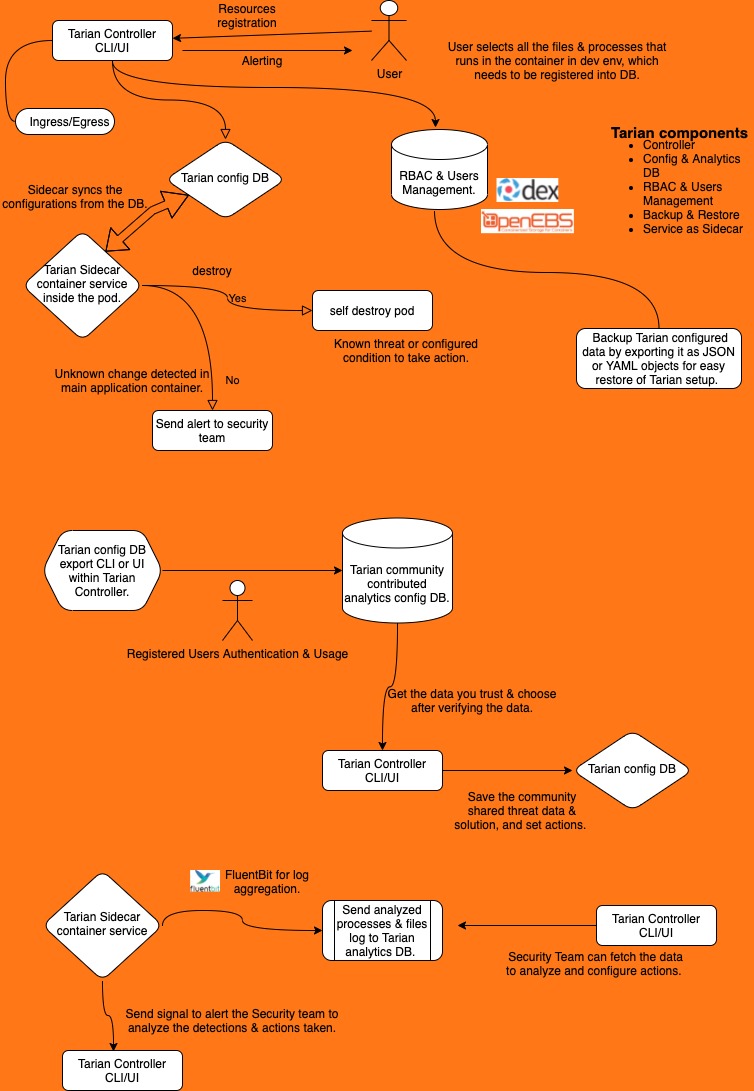 Resources
registration
Tarian Controller
CLI/UI
Alerting
User
User selects all the files & processes that
runs in the container in dev env, which
needs to be registered into DB.
Ingress/Egress
Tarian components
Controller
Config & Analytics
DB
RBAC & Users
Management
Backup & Restore
Service as Sidecar
Tarian config DB
RBAC & Users
Management.
dex
OpenEBS
Sidecar syncs the
configurations from the DB.
Tarian Sidecar
container service
inside the pod.
destroy
Yes
self destroy pod
Known threat or configured
condition to take action.
Backup Tarian configured
data by exporting it as JSON
or YAML objects for easy
restore of Tarian setup.
Unknown change detected in
main application container.
No
Send alert to security
team
Tarian config DB
export CLI or UI
within Tarian
Controller.
Tarian community
contributed
analytics config DB.
Registered Users Authentication & Usage
Get the data you trust & choose
after verifying the data.
Tarian Controller
CLI/UI
Tarian config DB
Save the community
shared threat data &
solution, and set actions.
fluentbit
FluentBit for log
aggregation.
Tarian Sidecar
container service
Send analyzed
processes & files
log to Tarian
analytics DB.
Tarian Controller
CLI/UI
Security Team can fetch the data
to analyze and configure actions.
Send signal to alert the Security team to
analyze the detections & actions taken.
Tarian Controller
CLI/UI